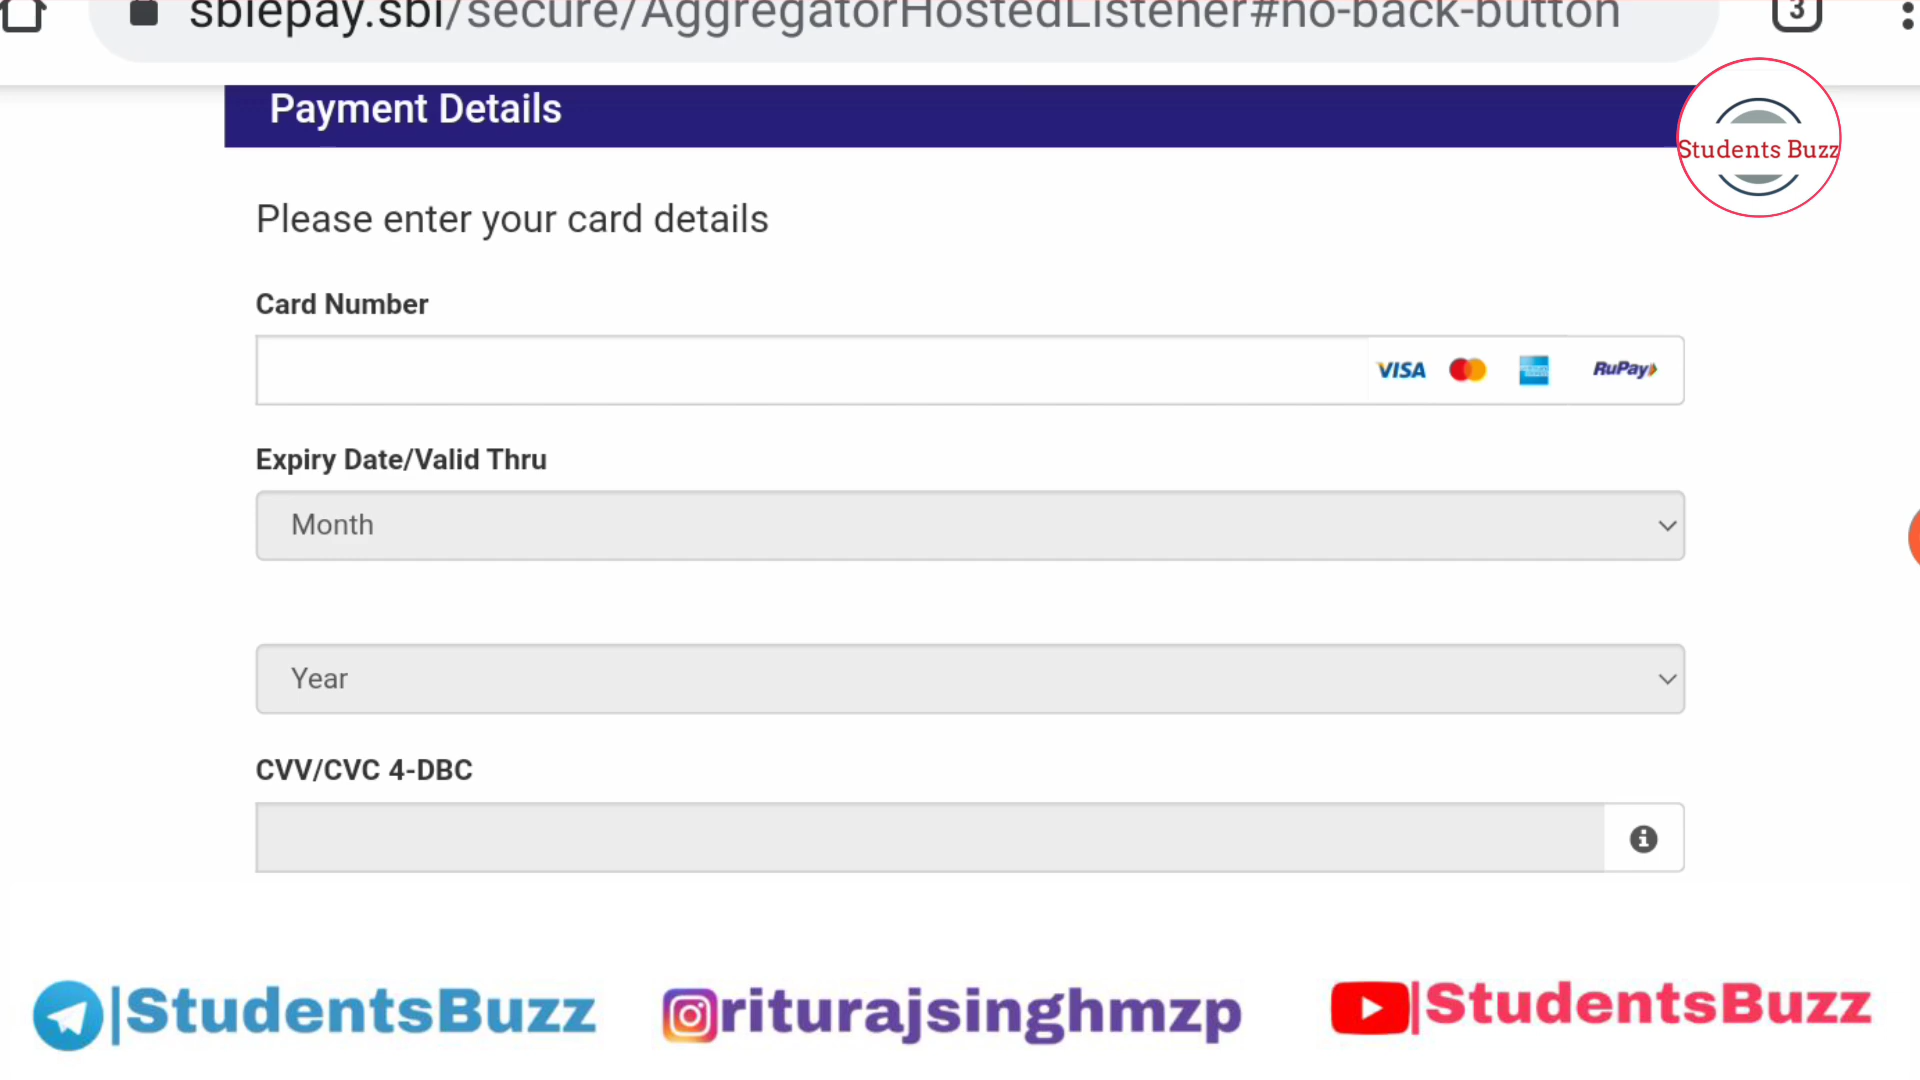 sbiepay.sbi/secure/AggregatorHostedListener#no-back-button
3
Payment Details
Students Buzz
Please enter your card details
Card Number
VISA
RuPay
Expiry Date/Valid Thru
Month
Year
CVV/CVC 4-DBC
|StudentsBuzz
riturajsinghmzp
|StudentsBuzz